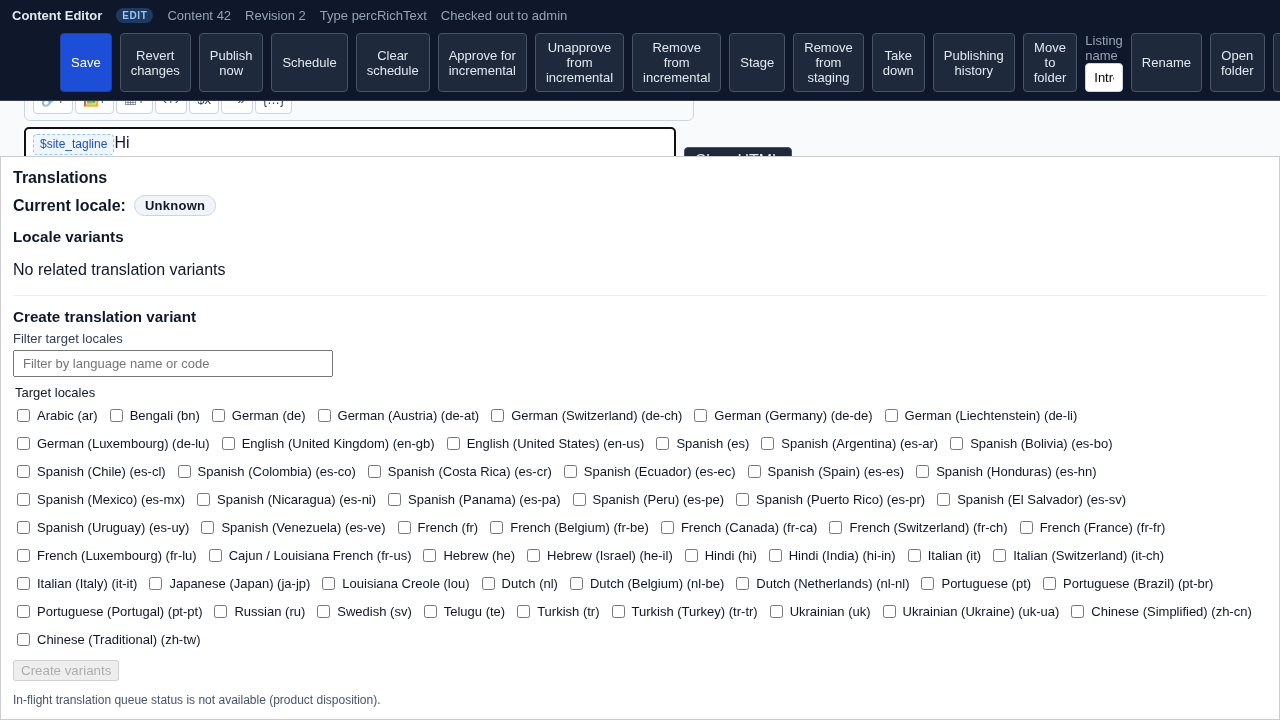 Content Editor EDIT Content 42 Revision 2 Type percRichText Checked out to admin
Save
Revert changes
Publish now
Schedule
Clear schedule
Approve for incremental
Unapprove from incremental
Remove from incremental
Stage
Remove from staging
Take down
Publishing history
Move to folder
Listing name
Intr
Rename
Open folder
$site_tagline Hi
Translations
Current locale: Unknown
Locale variants
No related translation variants
Create translation variant
Filter target locales
Filter by language name or code
Target locales
Arabic (ar) Bengali (bn) German (de) German (Austria) (de-at) German (Switzerland) (de-ch) German (Germany) (de-de) German (Liechtenstein) (de-li)
German (Luxembourg) (de-lu) English (United Kingdom) (en-gb) English (United States) (en-us) Spanish (es) Spanish (Argentina) (es-ar) Spanish (Bolivia) (es-bo)
Spanish (Chile) (es-cl) Spanish (Colombia) (es-co) Spanish (Costa Rica) (es-cr) Spanish (Ecuador) (es-ec) Spanish (Spain) (es-es) Spanish (Honduras) (es-hn)
Spanish (Mexico) (es-mx) Spanish (Nicaragua) (es-ni) Spanish (Panama) (es-pa) Spanish (Peru) (es-pe) Spanish (Puerto Rico) (es-pr) Spanish (El Salvador) (es-sv)
Spanish (Uruguay) (es-uy) Spanish (Venezuela) (es-ve) French (fr) French (Belgium) (fr-be) French (Canada) (fr-ca) French (Switzerland) (fr-ch) French (France) (fr-fr)
French (Luxembourg) (fr-lu) Cajun / Louisiana French (fr-us) Hebrew (he) Hebrew (Israel) (he-il) Hindi (hi) Hindi (India) (hi-in) Italian (it) Italian (Switzerland) (it-ch)
Italian (Italy) (it-it) Japanese (Japan) (ja-jp) Louisiana Creole (lou) Dutch (nl) Dutch (Belgium) (nl-be) Dutch (Netherlands) (nl-nl) Portuguese (pt) Portuguese (Brazil) (pt-br)
Portuguese (Portugal) (pt-pt) Russian (ru) Swedish (sv) Telugu (te) Turkish (tr) Turkish (Turkey) (tr-tr) Ukrainian (uk) Ukrainian (Ukraine) (uk-ua) Chinese (Simplified) (zh-cn)
Chinese (Traditional) (zh-tw)
Create variants
In-flight translation queue status is not available (product disposition).